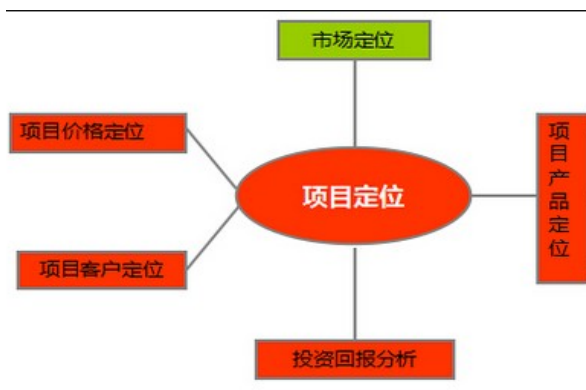 市场定位
项目价格定位
项目定位
项目产品定位
项目客户定位
投资回报分析